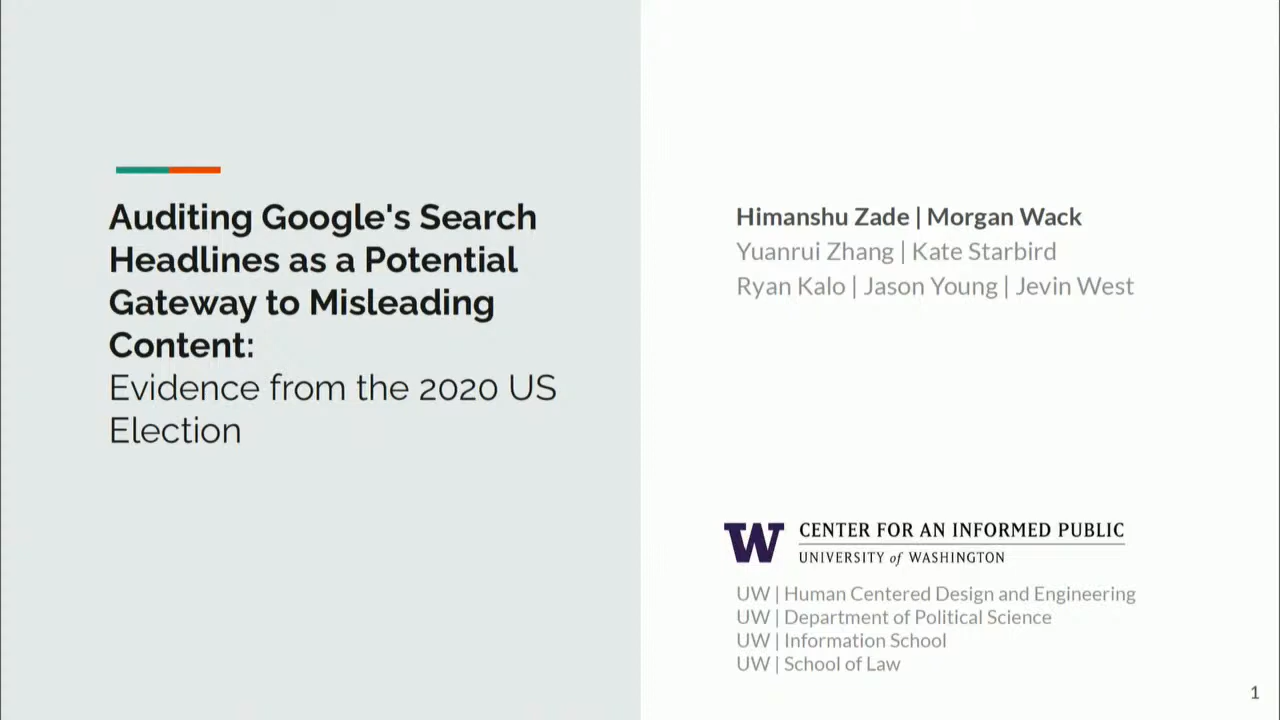 Auditing Google's Search
Headlines as a Potential
Gateway to Misleading
Content:
Evidence from the 2020 US
Election
Himanshu Zade | Morgan Wack
Yuanrui Zhang | Kate Starbird
Ryan Kalo | Jason Young | Jevin West
W CENTER FOR AN INFORMED PUBLIC
UNIVERSITY of WASHINGTON
UW | Human Centered Design and Engineering
UW | Department of Political Science
UW | Information School
UW | School of Law
1